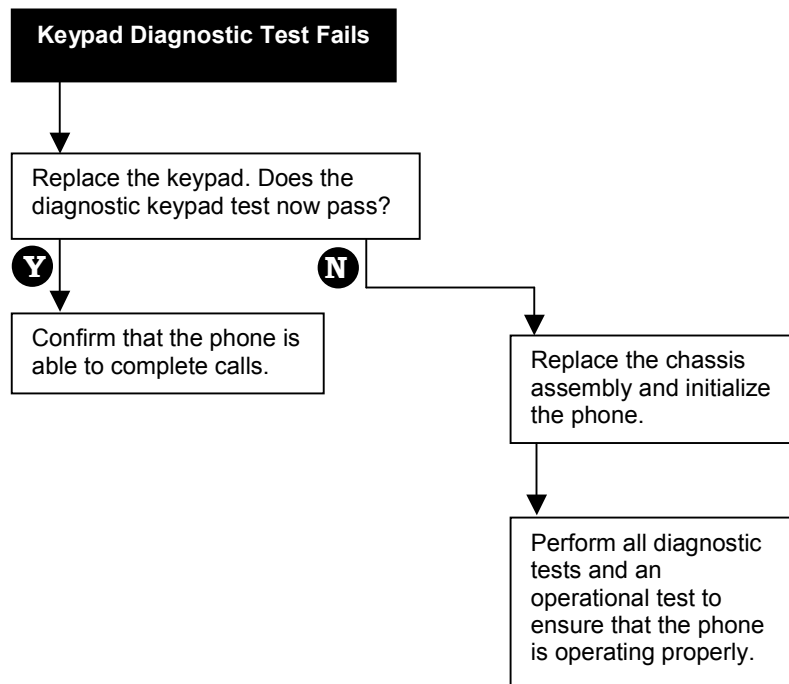 Keypad Diagnostic Test Fails
Replace the keypad. Does the
diagnostic keypad test now pass?
Y
N
Confirm that the phone is
able to complete calls.
Replace the chassis
assembly and initialize
the phone.
Perform all diagnostic
tests and an
operational test to
ensure that the phone
is operating properly.